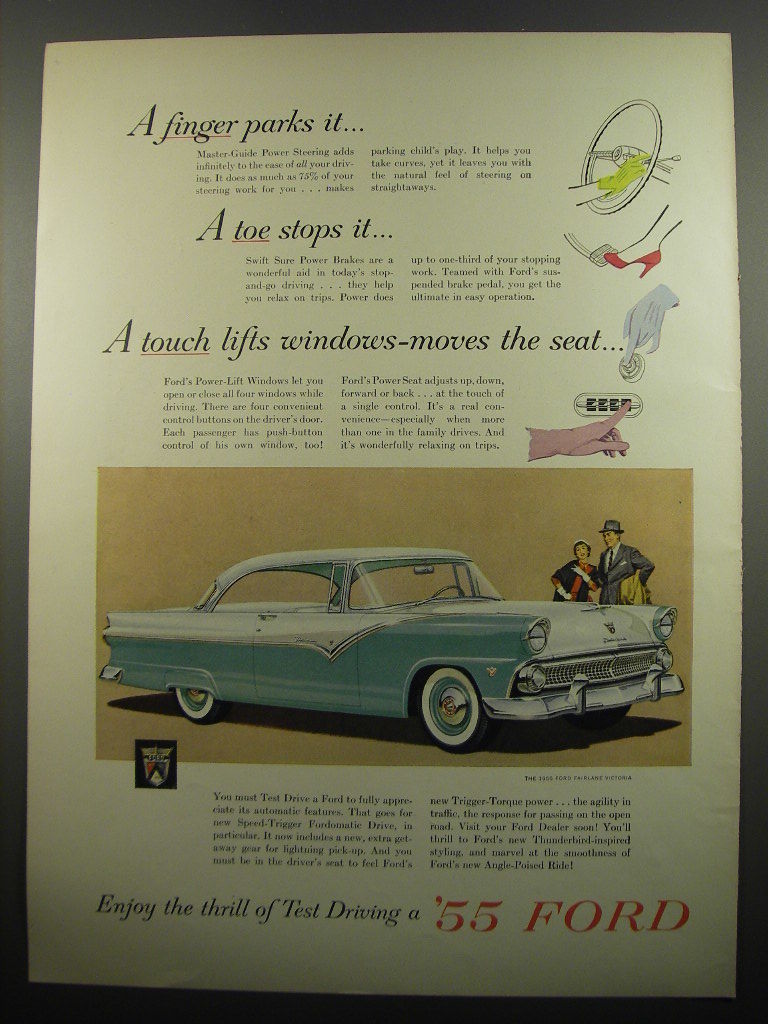 A finger parks it...
Master-Guide Power Steering adds
infinitely to the ease of all your driv-
ing. It does as much as 75% of your
steering work for you . . . makes
parking child's play. It helps you
take curves, yet it leaves you with
the natural feel of steering on
straightaways.
A toe stops it...
Swift Sure Power Brakes are a
wonderful aid in today's stop-
and-go driving . . . they help
you relax on trips. Power does
up to one-third of your stopping
work. Teamed with Ford's sus-
pended brake pedal, you get the
ultimate in easy operation.
A touch lifts windows-moves the seat...
Ford's Power-Lift Windows let you
open or close all four windows while
driving. There are four convenient
control buttons on the driver's door.
Each passenger has push-button
control of his own window, too!
Ford's Power Seat adjusts up, down,
forward or back . . . at the touch of
a single control. It's a real con-
venience—especially when more
than one in the family drives. And
it's wonderfully relaxing on trips.
THE 1955 FORD FAIRLANE VICTORIA
FORD
You must Test Drive a Ford to fully appre-
ciate its automatic features. That goes for
new Speed-Trigger Fordomatic Drive, in
particular. It now includes a new, extra get-
away gear for lightning pick-up. And you
must be in the driver's seat to feel Ford's
new Trigger-Torque power . . . the agility in
traffic, the response for passing on the open
road. Visit your Ford Dealer soon! You'll
thrill to Ford's new Thunderbird-inspired
styling, and marvel at the smoothness of
Ford's new Angle-Poised Ride!
Enjoy the thrill of Test Driving a '55 FORD